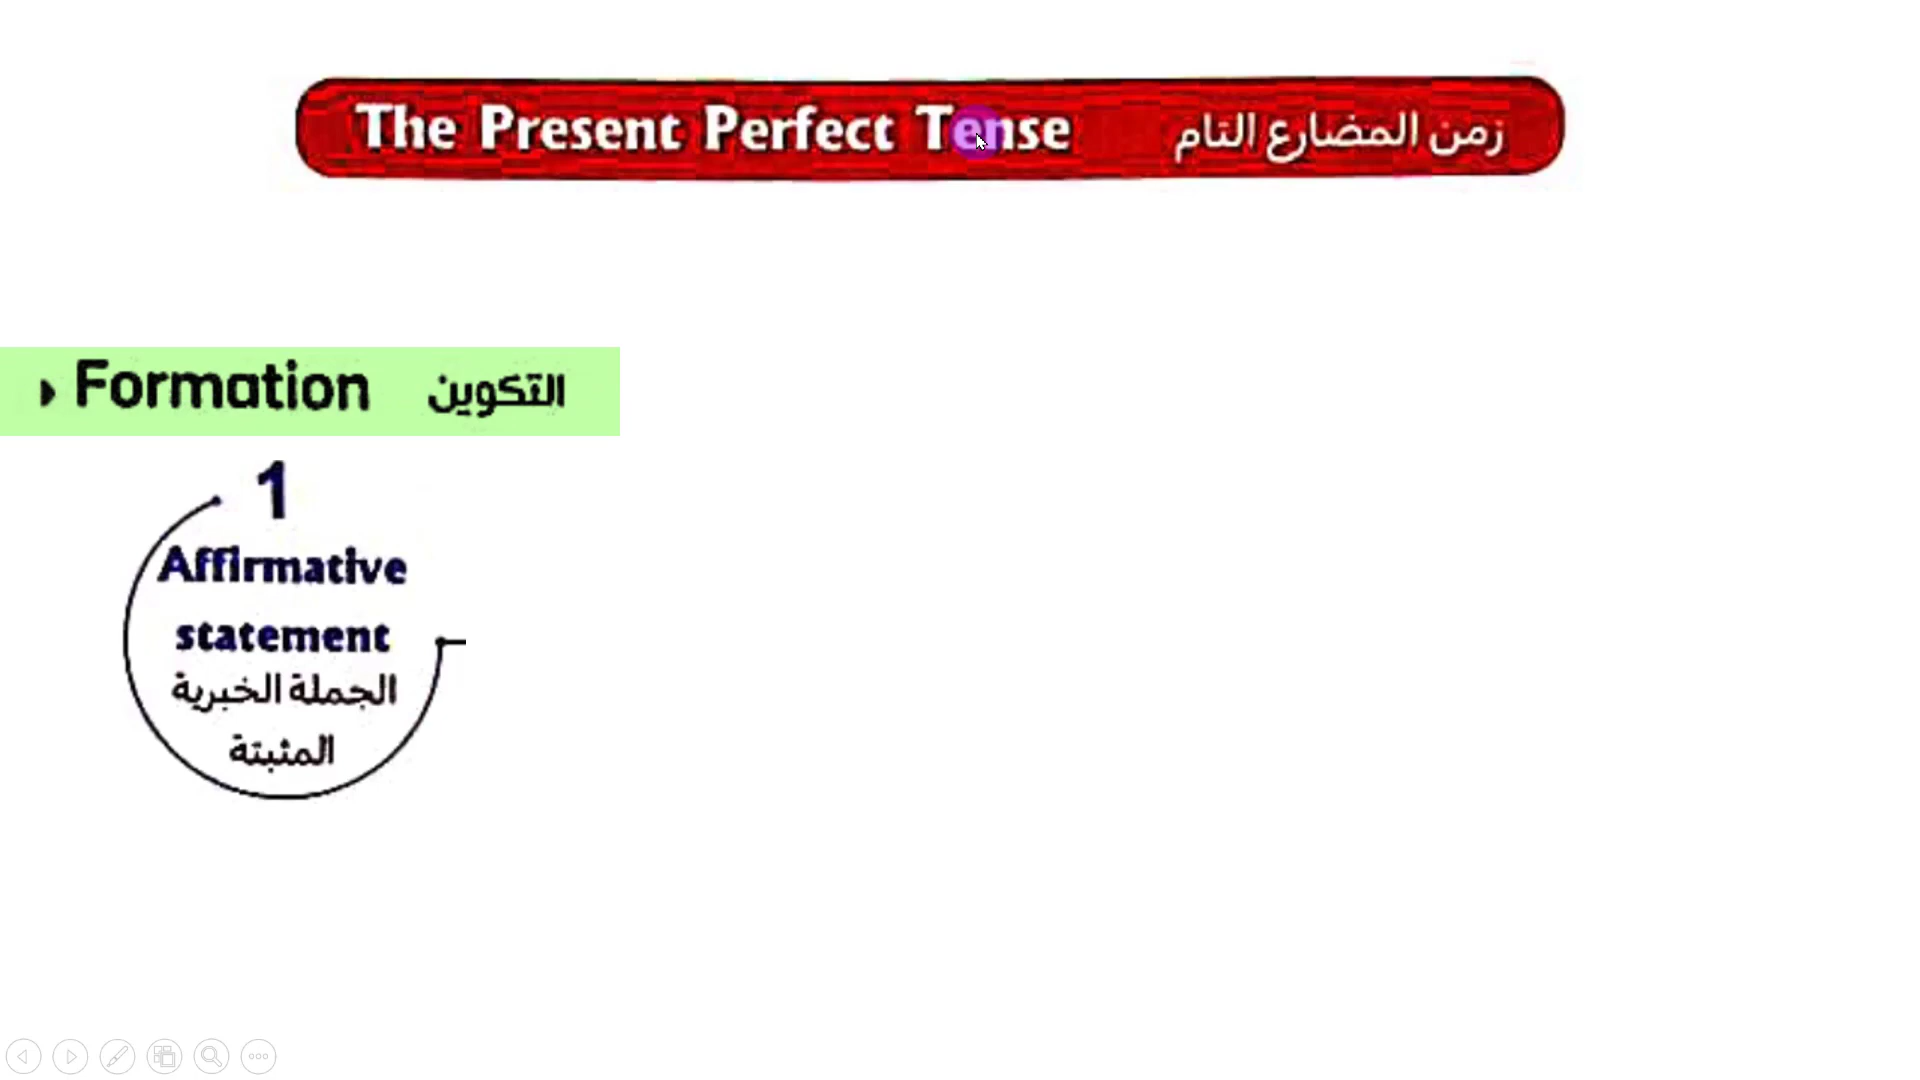 The Present Perfect Tense زمن المضارع التام
Formation التكوين
1
Affirmative
statement
الجملة الخبرية
المثبتة